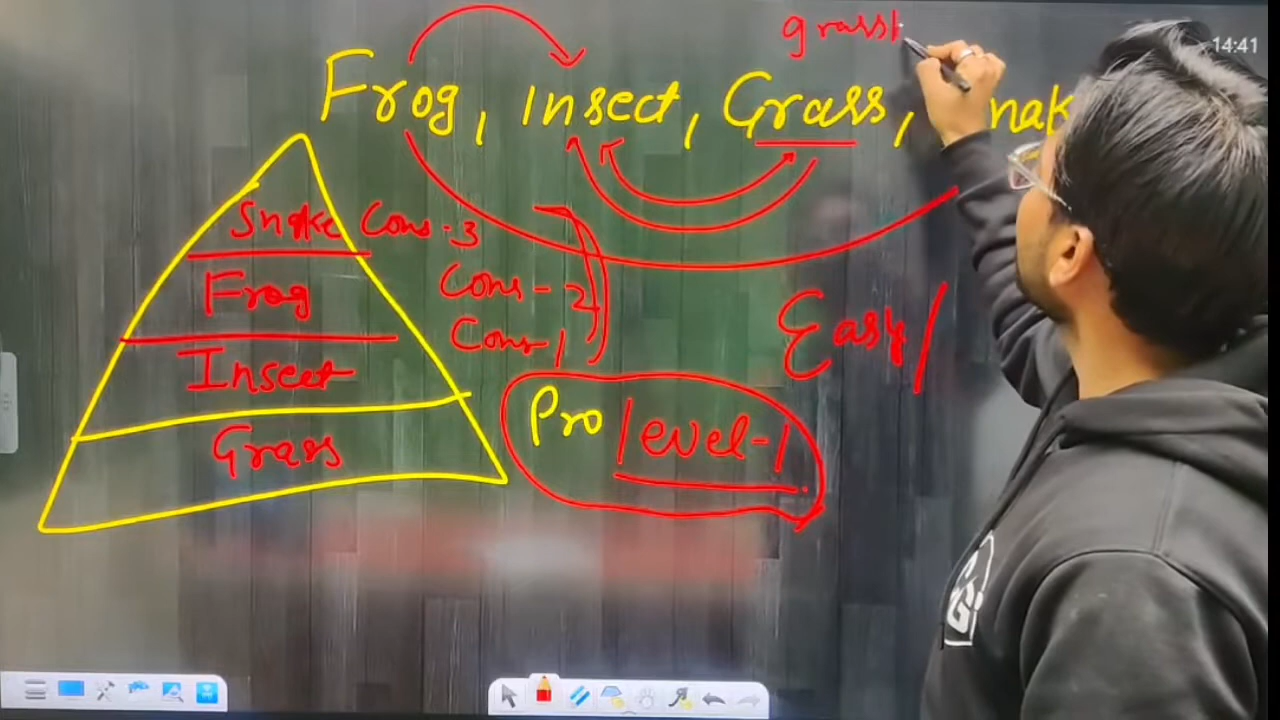 grass
14:41
Frog, Insect, Grass,
Snake Cons-3
Frog Cons-2
Insect Cons 1
Easy/
Pro level-1
Grass